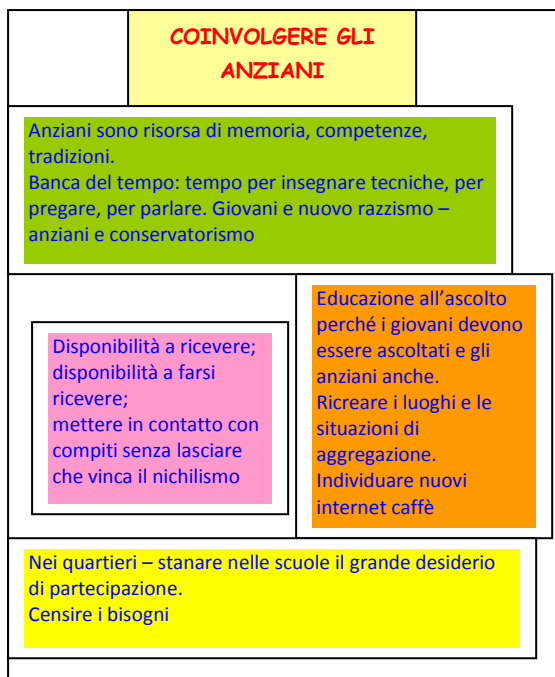 COINVOLGERE GLI
ANZIANI
Anziani sono risorsa di memoria, competenze,
tradizioni.
Banca del tempo: tempo per insegnare tecniche, per
pregare, per parlare. Giovani e nuovo razzismo –
anziani e conservatorismo
Disponibilità a ricevere;
disponibilità a farsi
ricevere;
mettere in contatto con
compiti senza lasciare
che vinca il nichilismo
Educazione all’ascolto
perché i giovani devono
essere ascoltati e gli
anziani anche.
Ricreare i luoghi e le
situazioni di
aggregazione.
Individuare nuovi
internet caffè
Nei quartieri – stanare nelle scuole il grande desiderio
di partecipazione.
Censire i bisogni